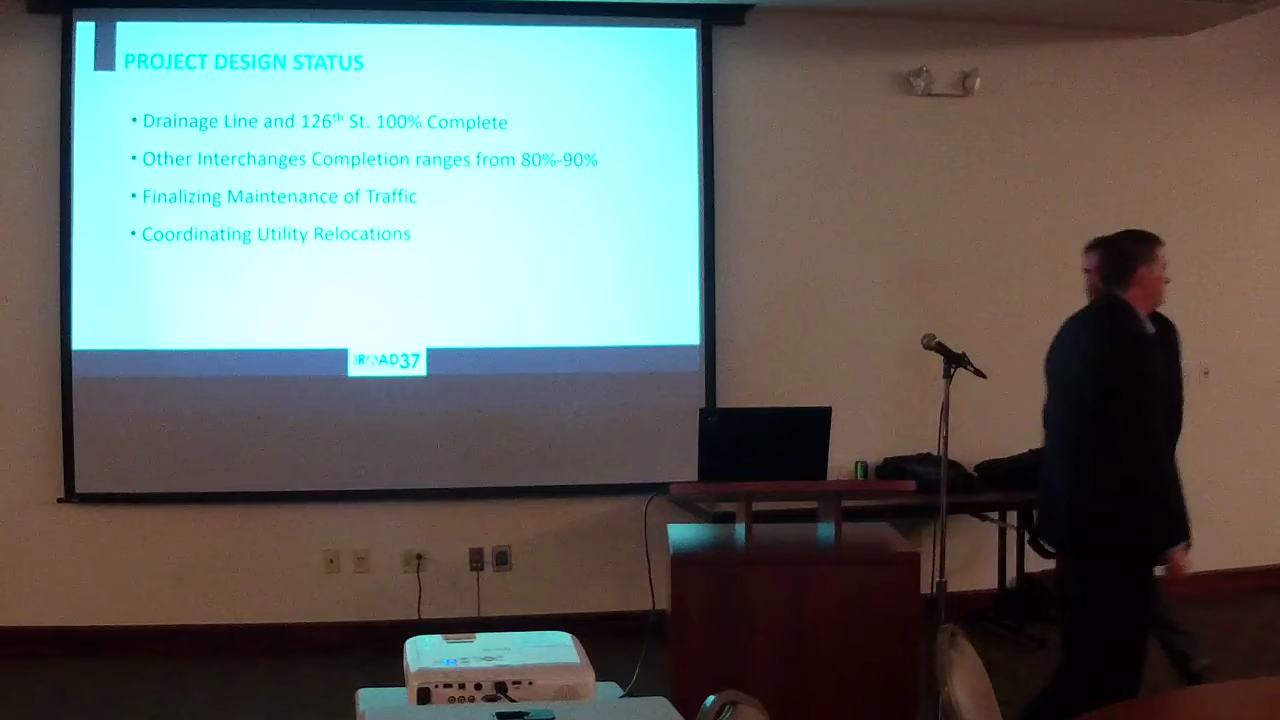 PROJECT DESIGN STATUS
• Drainage Line and 126th St. 100% Complete
• Other Interchanges Completion ranges from 80%-90%
• Finalizing Maintenance of Traffic
• Coordinating Utility Relocations
ROAD37